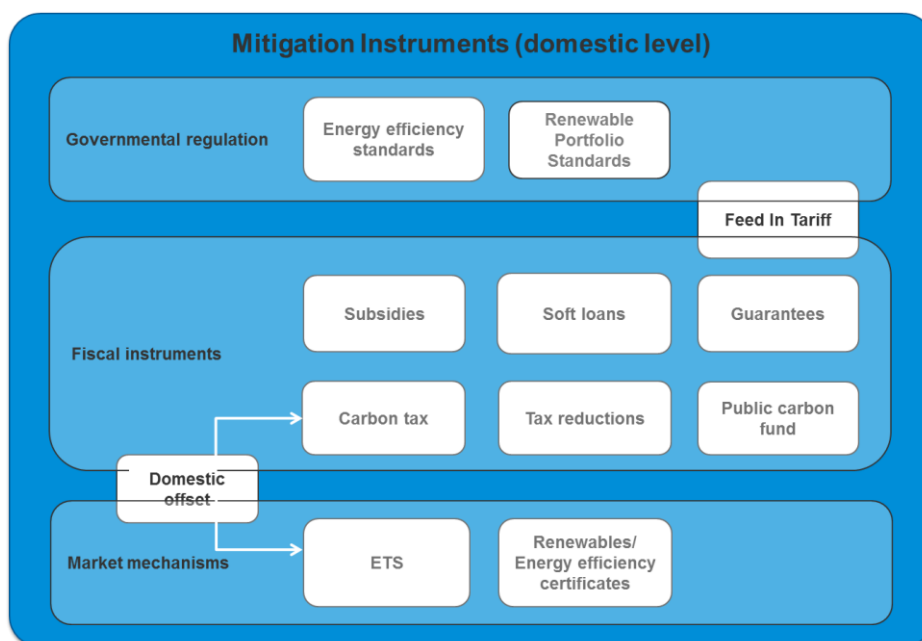 Mitigation Instruments (domestic level)
Governmental regulation
Energy efficiency
standards
Renewable
Portfolio
Standards
Feed In Tariff
Fiscal instruments
Subsidies
Soft loans
Guarantees
Carbon tax
Tax reductions
Public carbon
fund
Domestic
offset
Market mechanisms
ETS
Renewables/
Energy efficiency
certificates